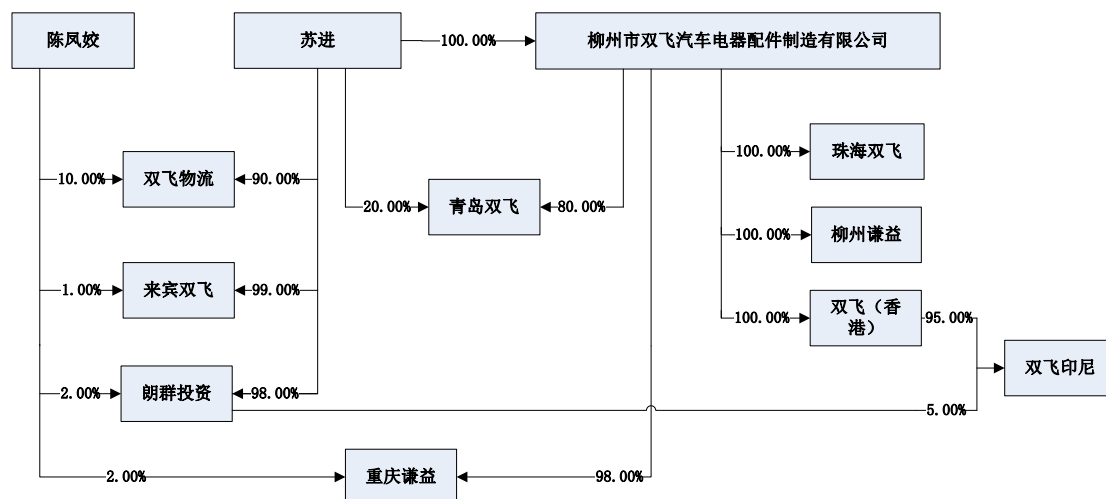 陈凤姣
苏进
100.00%
柳州市双飞汽车电器配件制造有限公司
100.00%
珠海双飞
10.00%
双飞物流
90.00%
20.00%
青岛双飞
80.00%
100.00%
柳州谦益
1.00%
来宾双飞
99.00%
100.00%
双飞（香
港）
95.00%
双飞印尼
2.00%
朗群投资
98.00%
5.00%
2.00%
重庆谦益
98.00%